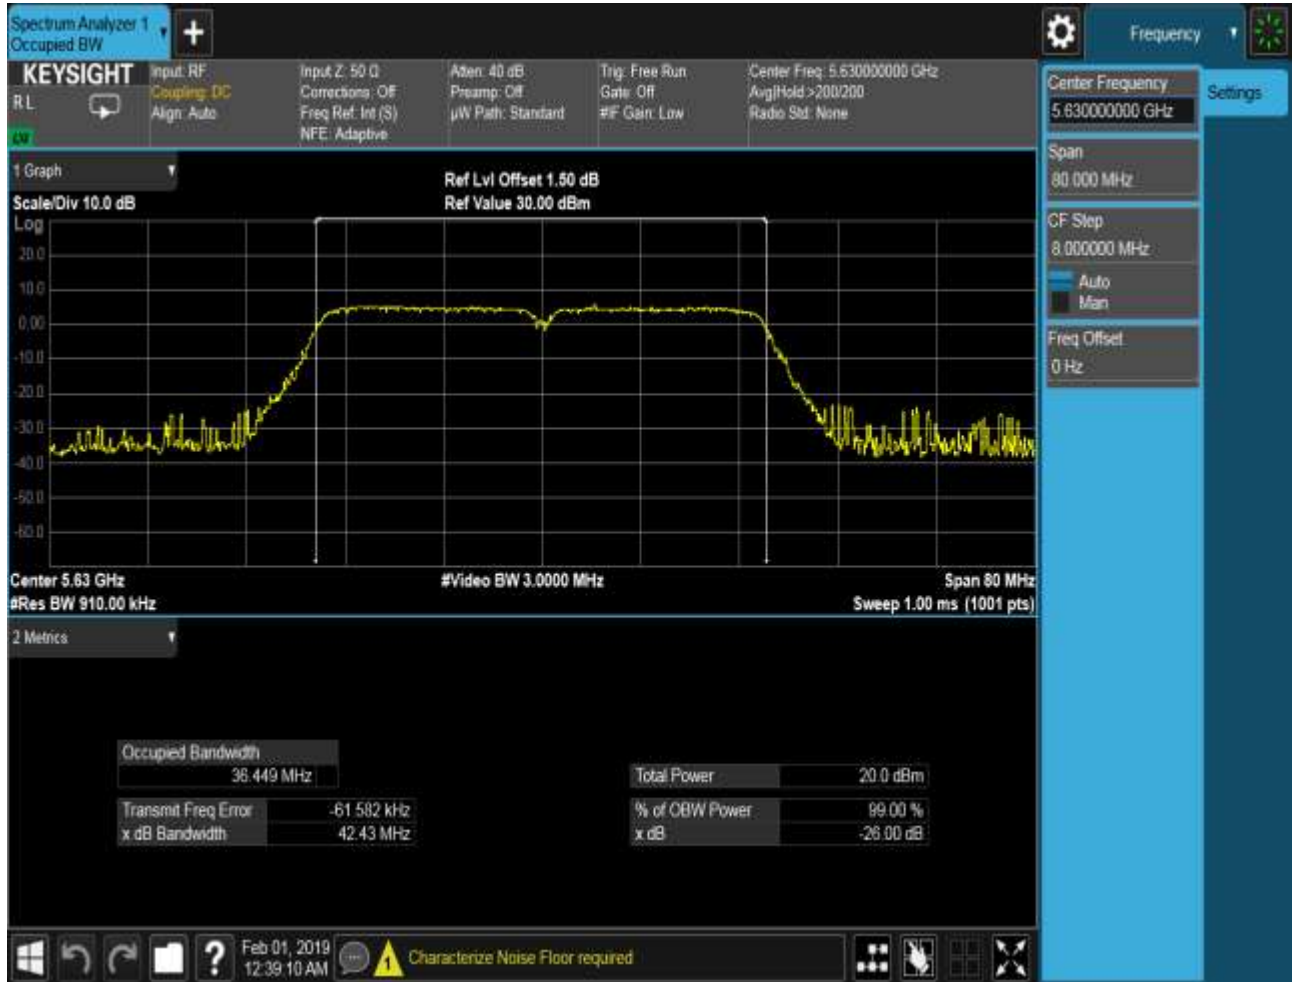 Spectrum Analyzer 1
Occupied BW
Frequency
KEYSIGHT
RL
Input: RF
Coupling: DC
Align: Auto
Input Z: 50 Ω
Corrections: Off
Freq Ref: Int (S)
NFE: Adaptive
Atten: 40 dB
Preamp: Off
µW Path: Standard
Trig: Free Run
Gate: Off
#IF Gain: Low
Center Freq: 5.630000000 GHz
Avg|Hold:>200/200
Radio Std: None
Center Frequency
5.630000000 GHz
Settings
Span
80.000 MHz
CF Step
8.000000 MHz
Auto
Man
Freq Offset
0 Hz
1 Graph
Scale/Div 10.0 dB
Ref Lvl Offset 1.50 dB
Ref Value 30.00 dBm
Log
20.0
10.0
0.00
-10.0
-20.0
-30.0
-40.0
-50.0
-60.0
Center 5.63 GHz
#Video BW 3.0000 MHz
Span 80 MHz
#Res BW 910.00 kHz
Sweep 1.00 ms (1001 pts)
2 Metrics
Occupied Bandwidth
36.449 MHz
Total Power 20.0 dBm
Transmit Freq Error -61.582 kHz
% of OBW Power 99.00 %
x dB Bandwidth 42.43 MHz
x dB -26.00 dB
Feb 01, 2019
12:39:10 AM
1
Characterize Noise Floor required